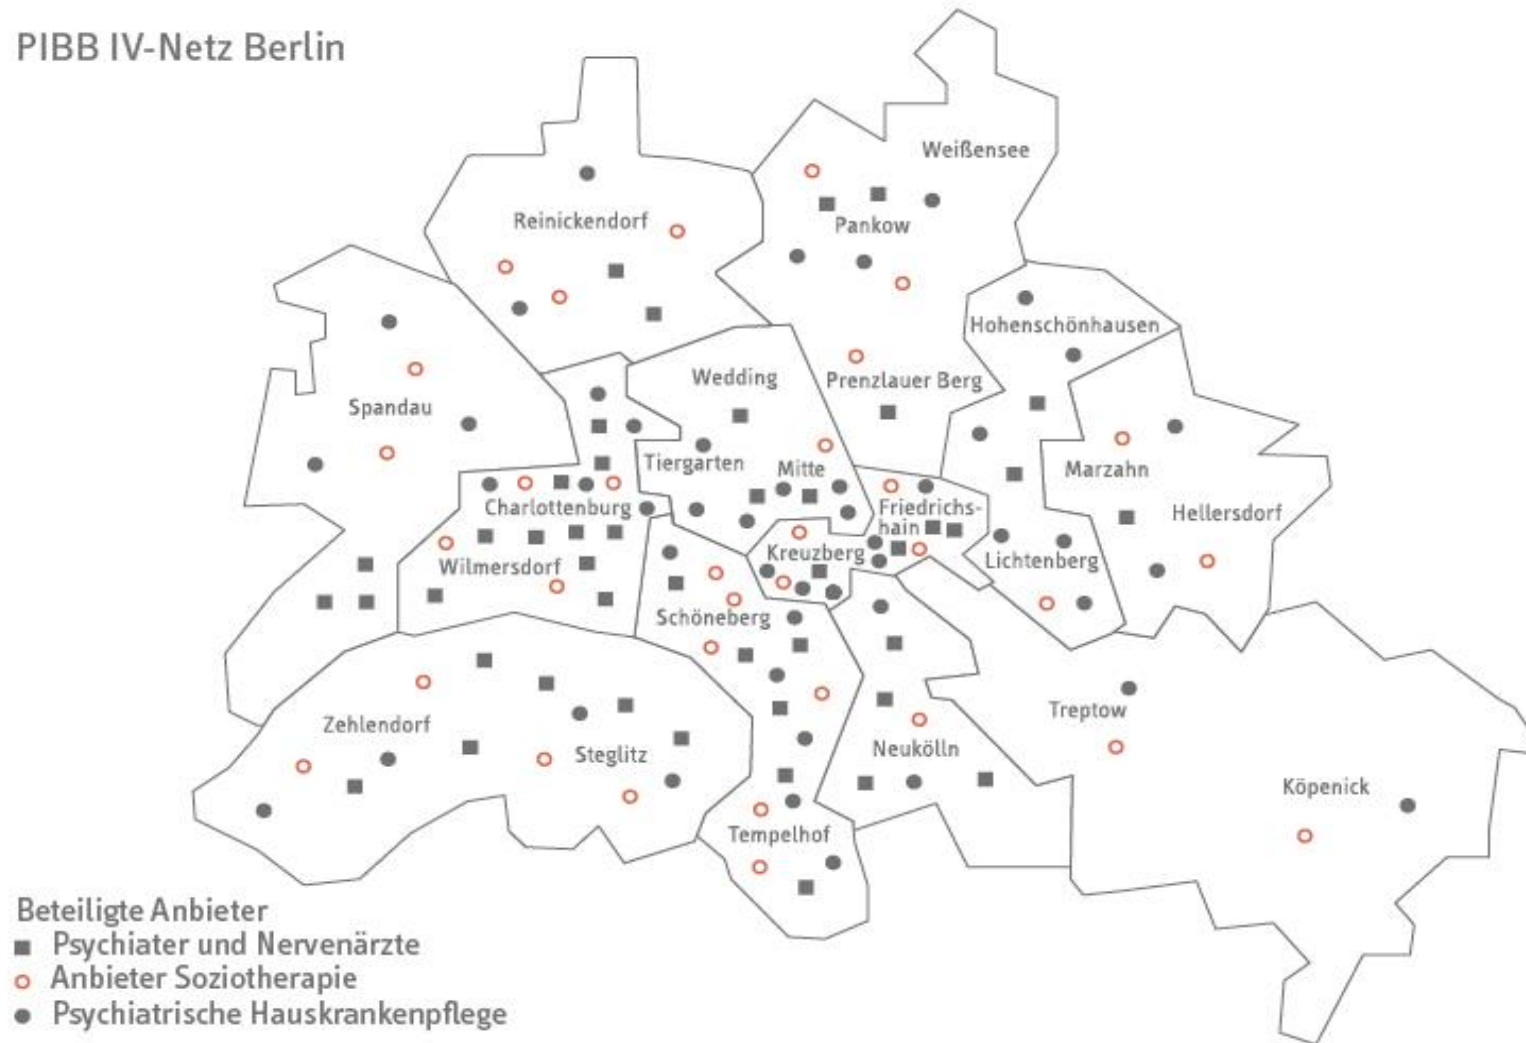 PIBB IV-Netz Berlin
Weißensee
Reinickendorf
Pankow
Hohenschönhausen
Wedding
Prenzlauer Berg
Spandau
Tiergarten
Mitte
Marzahn
Charlottenburg
Friedrichs-
hain
Hellersdorf
Kreuzberg
Lichtenberg
Wilmersdorf
Schöneberg
Zehlendorf
Steglitz
Neukölln
Treptow
Köpenick
Tempelhof
Beteiligte Anbieter
Psychiater und Nervenärzte
Anbieter Soziotherapie
Psychiatrische Hauskrankenpflege